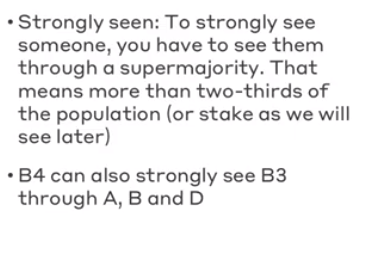 • Strongly seen: To strongly see
someone, you have to see them
through a supermajority. That
means more than two-thirds of
the population (or stake as we will
see later)
• B4 can also strongly see B3
through A, B and D